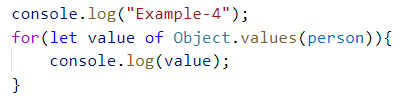 console.log("Example-4");
for(let value of Object.values(person)){
    console.log(value);
}